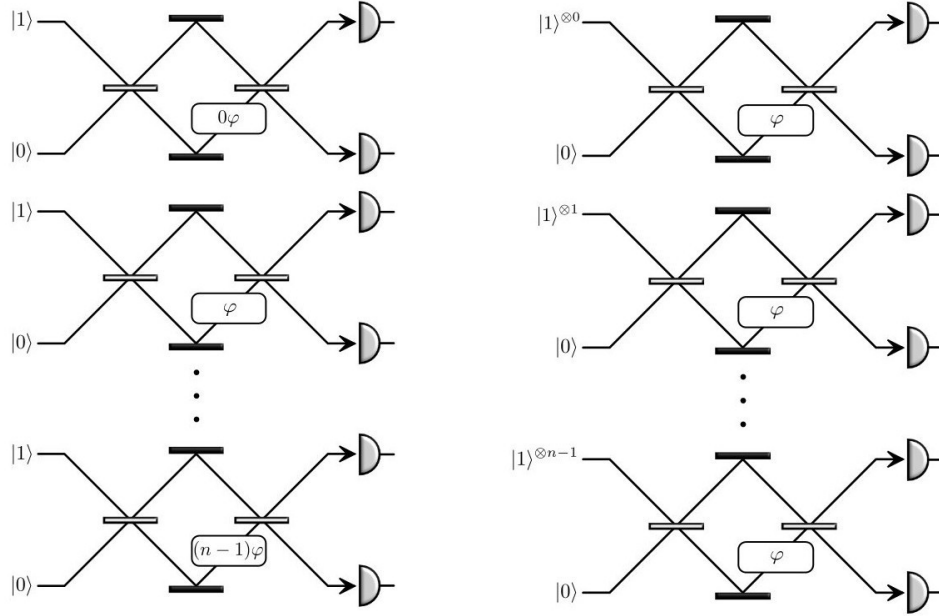 |1⟩
0φ
|0⟩
|1⟩
φ
|0⟩
|1⟩
(n − 1)φ
|0⟩
|1⟩^{⊗0}
φ
|0⟩
|1⟩^{⊗1}
φ
|0⟩
|1⟩^{⊗n−1}
φ
|0⟩